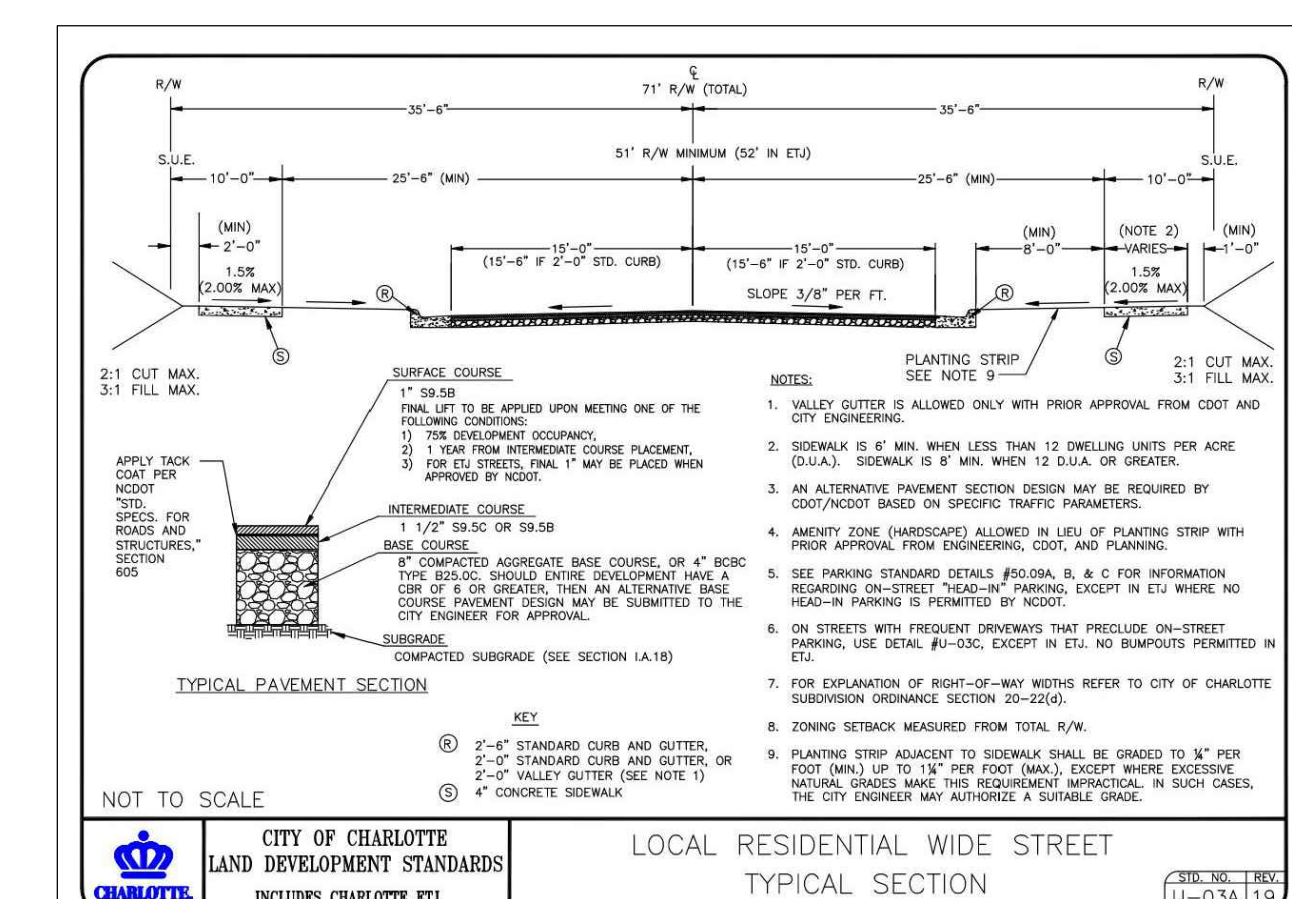 R/W
℄
71' R/W (TOTAL)
R/W
35'-6"
35'-6"
51' R/W MINIMUM (52' IN ETJ)
S.U.E.
S.U.E.
10'-0"
25'-6" (MIN)
25'-6" (MIN)
10'-0"
(MIN)
2'-0"
15'-0"
(15'-6" IF 2'-0" STD. CURB)
15'-0"
(15'-6" IF 2'-0" STD. CURB)
(MIN)
8'-0"
(NOTE 2)
VARIES
(MIN)
1'-0"
1.5%
(2.00% MAX)
R
SLOPE 3/8" PER FT.
R
1.5%
(2.00% MAX)
S
PLANTING STRIP
SEE NOTE 9
S
2:1 CUT MAX.
3:1 FILL MAX.
2:1 CUT MAX.
3:1 FILL MAX.
SURFACE COURSE
1" S9.5B
FINAL LIFT TO BE APPLIED UPON MEETING ONE OF THE
FOLLOWING CONDITIONS:
1) 75% DEVELOPMENT OCCUPANCY,
2) 1 YEAR FROM INTERMEDIATE COURSE PLACEMENT,
3) FOR ETJ STREETS, FINAL 1" MAY BE PLACED WHEN
APPROVED BY NCDOT.
APPLY TACK
COAT PER
NCDOT
"STD.
SPECS. FOR
ROADS AND
STRUCTURES,"
SECTION
605
INTERMEDIATE COURSE
1 1/2" S9.5C OR S9.5B
BASE COURSE
8" COMPACTED AGGREGATE BASE COURSE, OR 4" BCBC
TYPE B25.0C. SHOULD ENTIRE DEVELOPMENT HAVE A
CBR OF 6 OR GREATER, THEN AN ALTERNATIVE BASE
COURSE PAVEMENT DESIGN MAY BE SUBMITTED TO THE
CITY ENGINEER FOR APPROVAL.
SUBGRADE
COMPACTED SUBGRADE (SEE SECTION I.A.18)
TYPICAL PAVEMENT SECTION
KEY
R 2'-6" STANDARD CURB AND GUTTER,
2'-0" STANDARD CURB AND GUTTER, OR
2'-0" VALLEY GUTTER (SEE NOTE 1)
S 4" CONCRETE SIDEWALK
NOTES:
1. VALLEY GUTTER IS ALLOWED ONLY WITH PRIOR APPROVAL FROM CDOT AND
CITY ENGINEERING.
2. SIDEWALK IS 6' MIN. WHEN LESS THAN 12 DWELLING UNITS PER ACRE
(D.U.A.). SIDEWALK IS 8' MIN. WHEN 12 D.U.A. OR GREATER.
3. AN ALTERNATIVE PAVEMENT SECTION DESIGN MAY BE REQUIRED BY
CDOT/NCDOT BASED ON SPECIFIC TRAFFIC PARAMETERS.
4. AMENITY ZONE (HARDSCAPE) ALLOWED IN LIEU OF PLANTING STRIP WITH
PRIOR APPROVAL FROM ENGINEERING, CDOT, AND PLANNING.
5. SEE PARKING STANDARD DETAILS #50.09A, B, & C FOR INFORMATION
REGARDING ON-STREET "HEAD-IN" PARKING, EXCEPT IN ETJ WHERE NO
HEAD-IN PARKING IS PERMITTED BY NCDOT.
6. ON STREETS WITH FREQUENT DRIVEWAYS THAT PRECLUDE ON-STREET
PARKING, USE DETAIL #U-03C, EXCEPT IN ETJ. NO BUMPOUTS PERMITTED IN
ETJ.
7. FOR EXPLANATION OF RIGHT-OF-WAY WIDTHS REFER TO CITY OF CHARLOTTE
SUBDIVISION ORDINANCE SECTION 20-22(d).
8. ZONING SETBACK MEASURED FROM TOTAL R/W.
9. PLANTING STRIP ADJACENT TO SIDEWALK SHALL BE GRADED TO ¼" PER
FOOT (MIN.) UP TO 1¼" PER FOOT (MAX.), EXCEPT WHERE EXCESSIVE
NATURAL GRADES MAKE THIS REQUIREMENT IMPRACTICAL. IN SUCH CASES,
THE CITY ENGINEER MAY AUTHORIZE A SUITABLE GRADE.
NOT TO SCALE
CHARLOTTE.
CITY OF CHARLOTTE
LAND DEVELOPMENT STANDARDS
INCLUDES CHARLOTTE ETJ
LOCAL RESIDENTIAL WIDE STREET
TYPICAL SECTION
STD. NO. REV.
U-03A 19